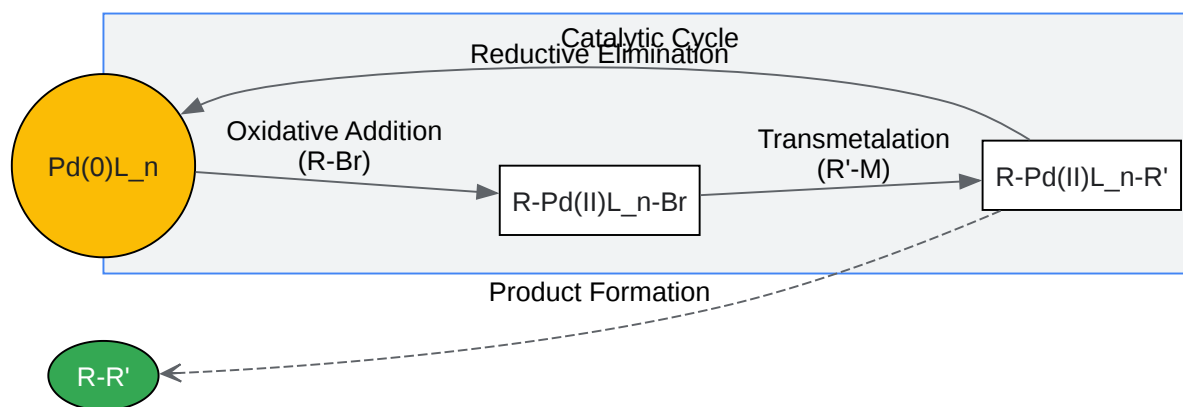 Catalytic Cycle
Reductive Elimination
Oxidative Addition
(R-Br)
Transmetalation
(R'-M)
Pd(0)L_n
R-Pd(II)L_n-Br
R-Pd(II)L_n-R'
Product Formation
R-R'